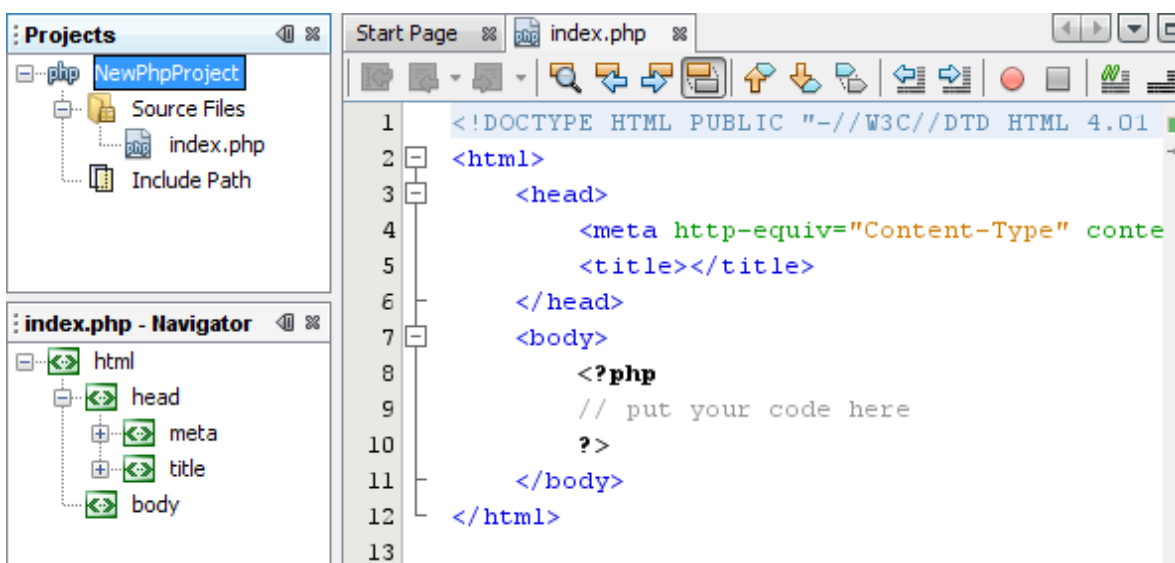 Projects
php NewPhpProject
Source Files
php index.php
Include Path
index.php - Navigator
html
head
meta
title
body
Start Page
php index.php
1 <!DOCTYPE HTML PUBLIC "-//W3C//DTD HTML 4.01
2 <html>
3 <head>
4 <meta http-equiv="Content-Type" conte
5 <title></title>
6 </head>
7 <body>
8 <?php
9 // put your code here
10 ?>
11 </body>
12 </html>
13